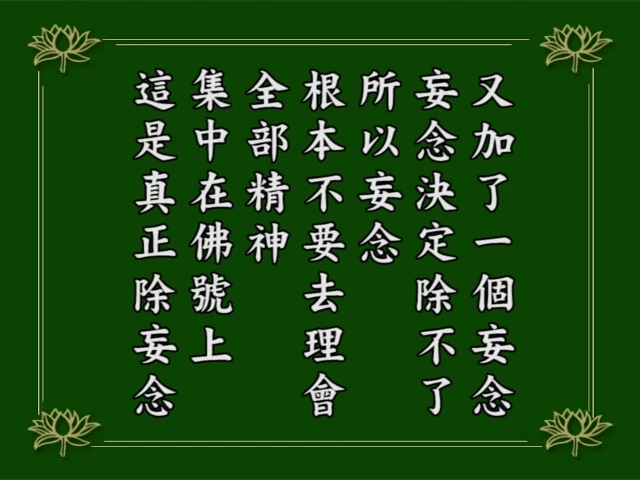 又加了一個妄念
妄念決定除不了
所以妄念
根本不要去理會
全部精神
集中在佛號上
這是真正除妄念